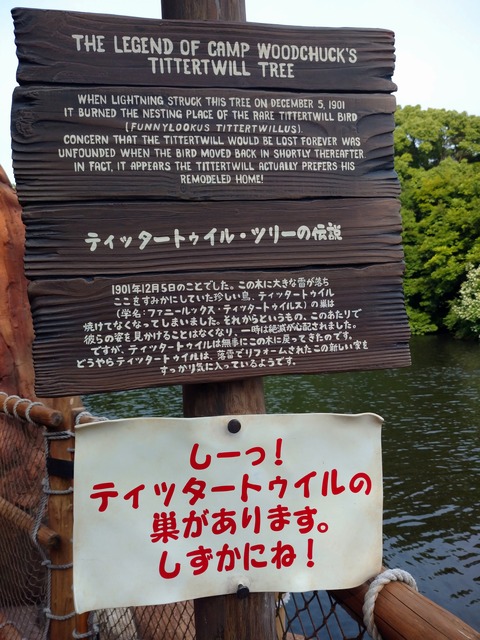 THE LEGEND OF CAMP WOODCHUCK'S
TITTERTWILL TREE
WHEN LIGHTNING STRUCK THIS TREE ON DECEMBER 5, 1901
IT BURNED THE NESTING PLACE OF THE RARE TITTERTWILL BIRD
(FUNNYLOOKUS TITTERTWILLUS).
CONCERN THAT THE TITTERTWILL WOULD BE LOST FOREVER WAS
UNFOUNDED WHEN THE BIRD MOVED BACK IN SHORTLY THEREAFTER.
IN FACT, IT APPEARS THE TITTERTWILL ACTUALLY PREFERS HIS
REMODELED HOME!
ティッタートゥイル・ツリーの伝説
1901年12月5日のことでした。この木に大きな雷が落ち
ここをすみかにしていた珍しい鳥、ティッタートゥイル
(学名：ファニールックス・ティッタートゥイルス)の巣は
焼けてなくなってしまいました。それからというもの、このあたりで
彼らの姿を見かけることはなくなり、一時は絶滅が心配されました。
ですが、ティッタートゥイルは無事にこの木に戻ってきたのです。
どうやらティッタートゥイルは、落雷でリフォームされたこの新しい家を
すっかり気に入っているようです。
しーっ！
ティッタートゥイルの
巣があります。
しずかにね！